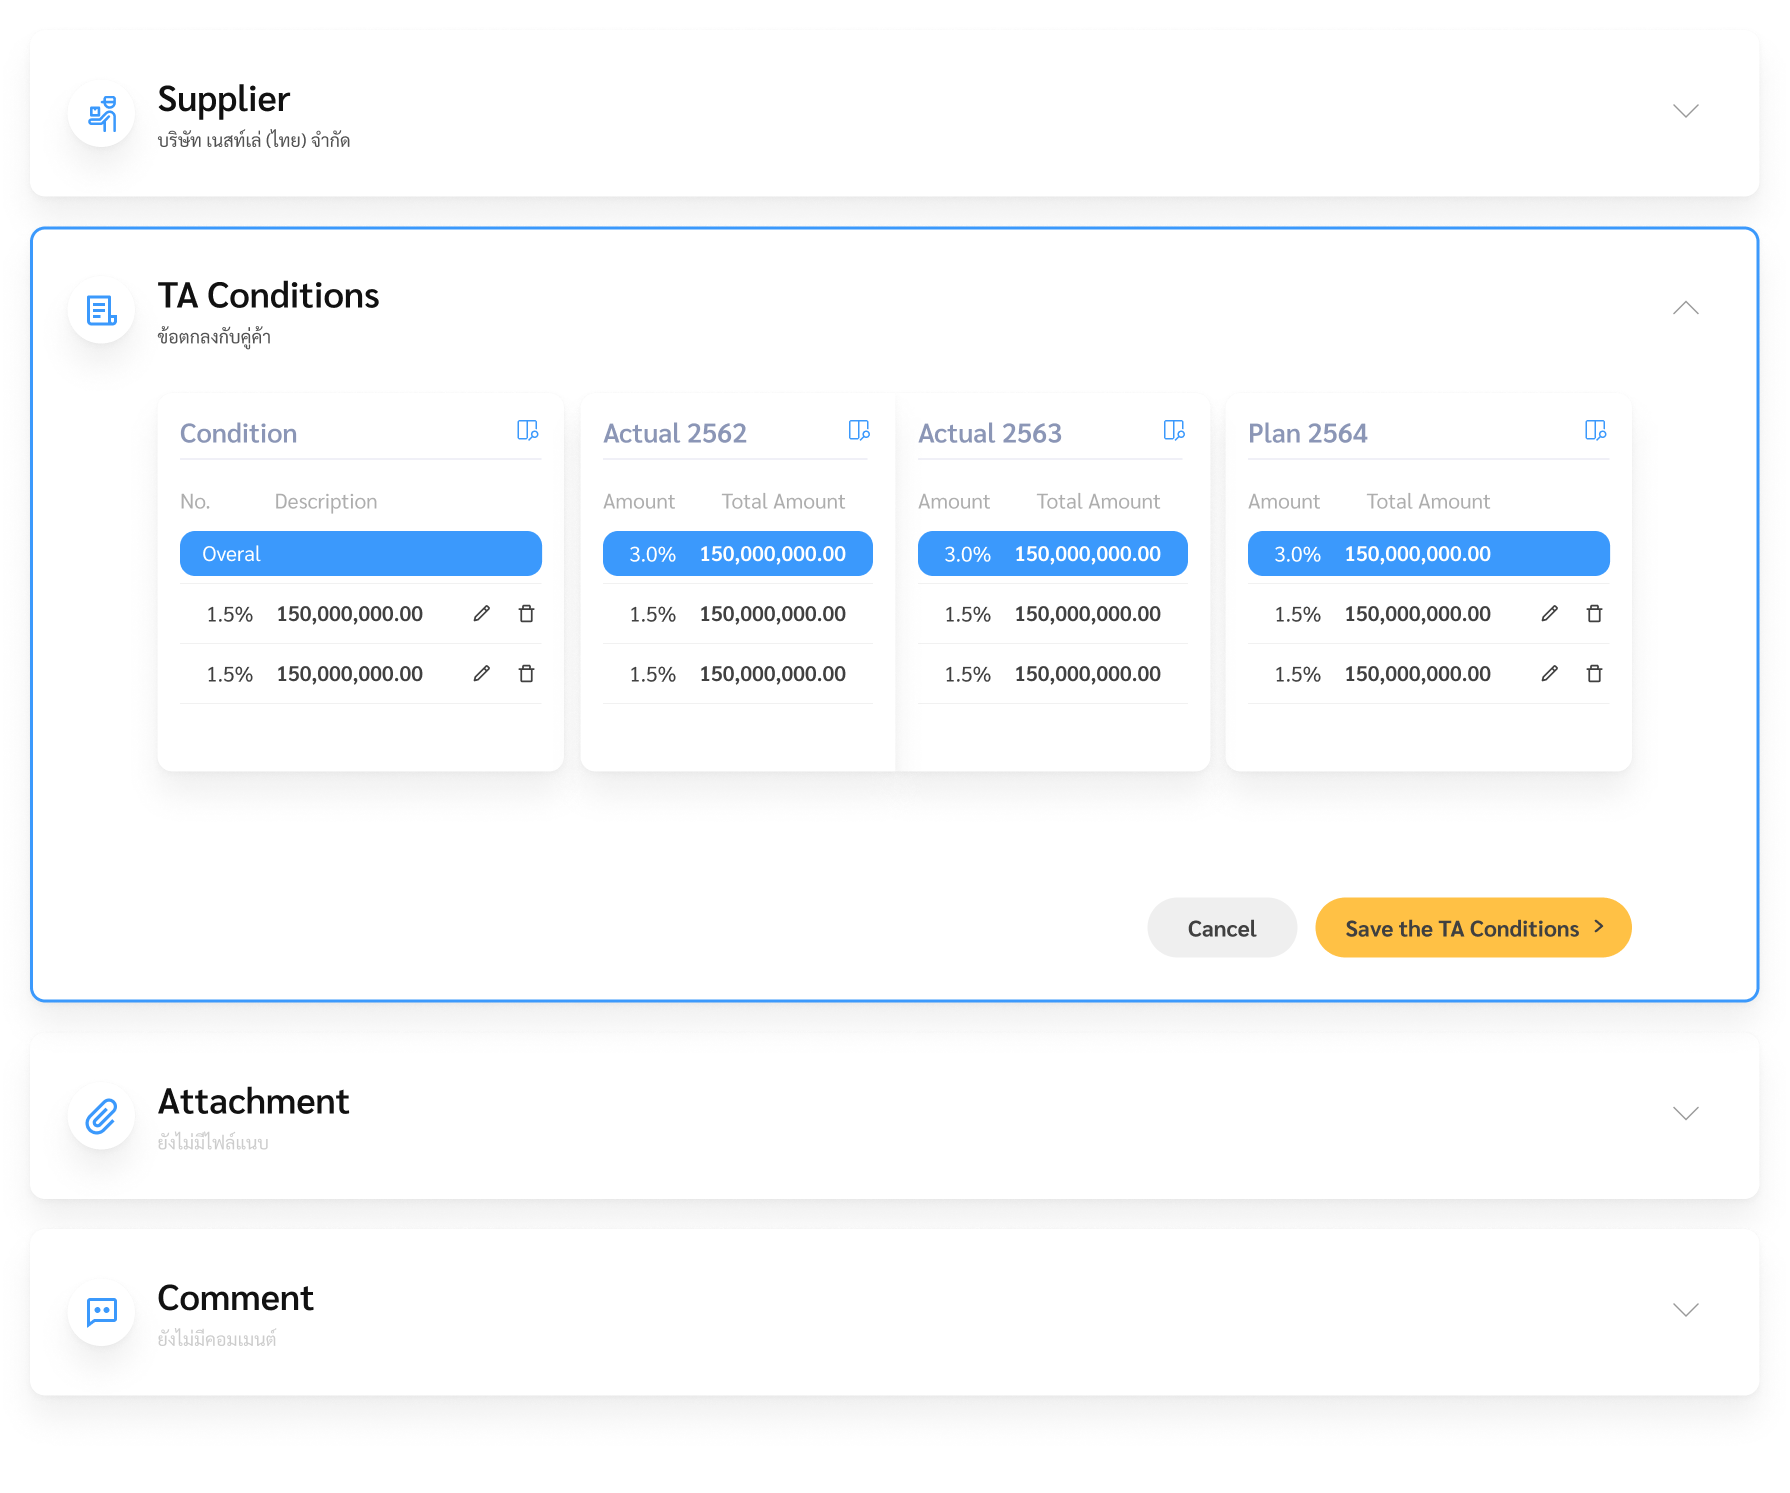 Supplier
บริษัท เนสท์เล่ (ไทย) จำกัด
TA Conditions
ข้อตกลงกับคู่ค้า
Condition
No. Description
Overal
1.5% 150,000,000.00
1.5% 150,000,000.00
Actual 2562
Amount Total Amount
3.0% 150,000,000.00
1.5% 150,000,000.00
1.5% 150,000,000.00
Actual 2563
Amount Total Amount
3.0% 150,000,000.00
1.5% 150,000,000.00
1.5% 150,000,000.00
Plan 2564
Amount Total Amount
3.0% 150,000,000.00
1.5% 150,000,000.00
1.5% 150,000,000.00
Cancel
Save the TA Conditions
Attachment
ยังไม่มีไฟล์แนบ
Comment
ยังไม่มีคอมเมนต์